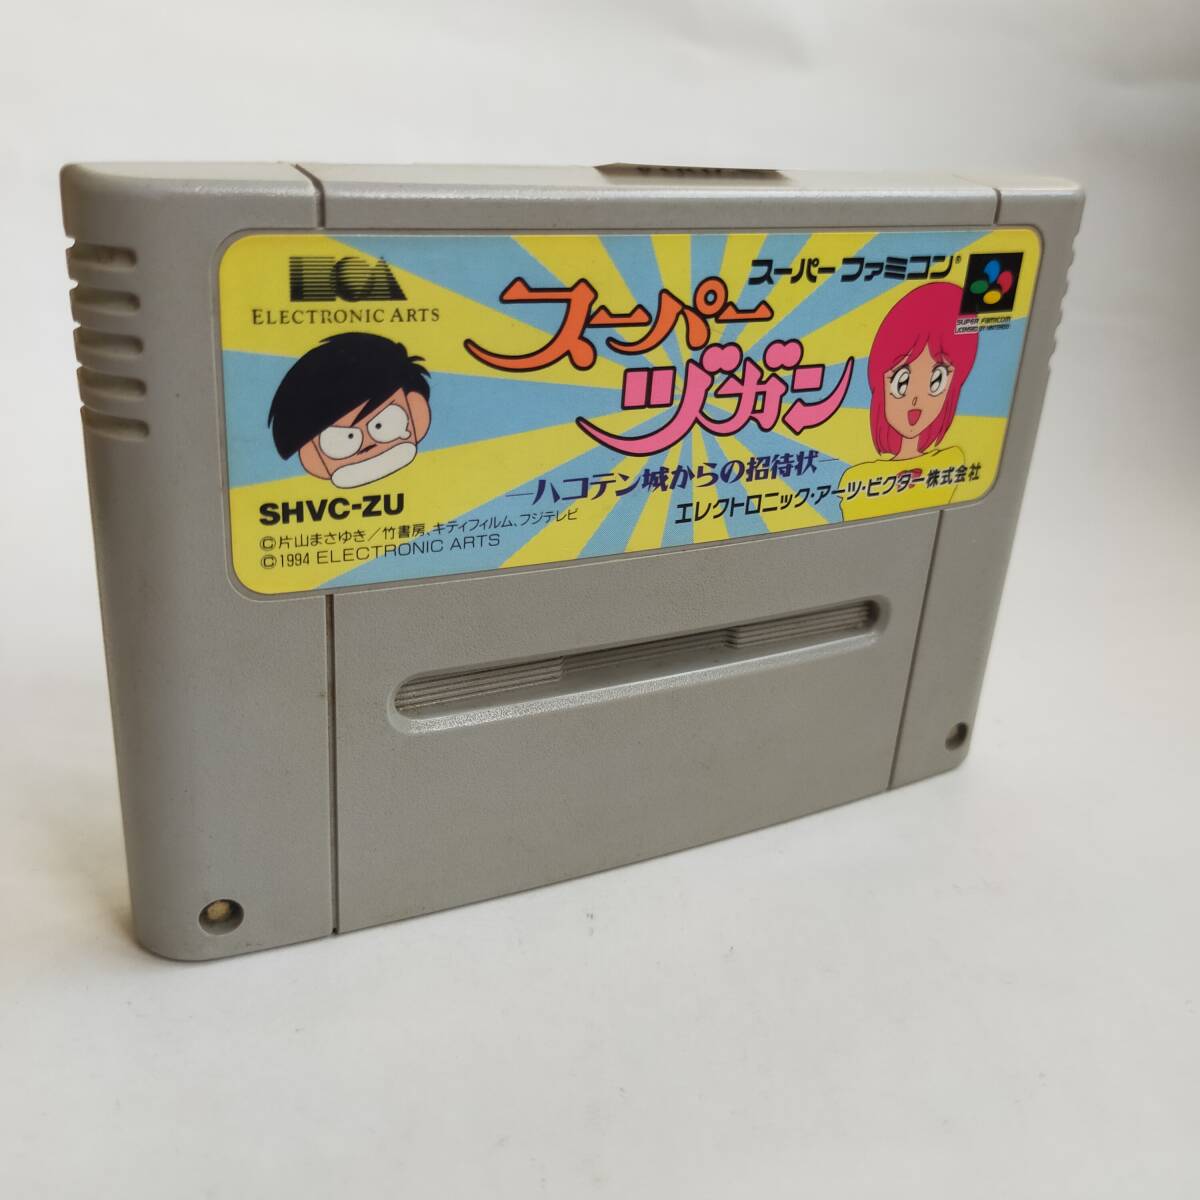 ELECTRONIC ARTS
スーパー ファミコン®
SUPER FAMICOM
LICENSED BY NINTENDO
スーパー
ヅガン
―ハコテン城からの招待状―
SHVC-ZU
エレクトロニック・アーツ・ビクター株式会社
©片山まさゆき/竹書房、キティフィルム、フジテレビ
©1994 ELECTRONIC ARTS